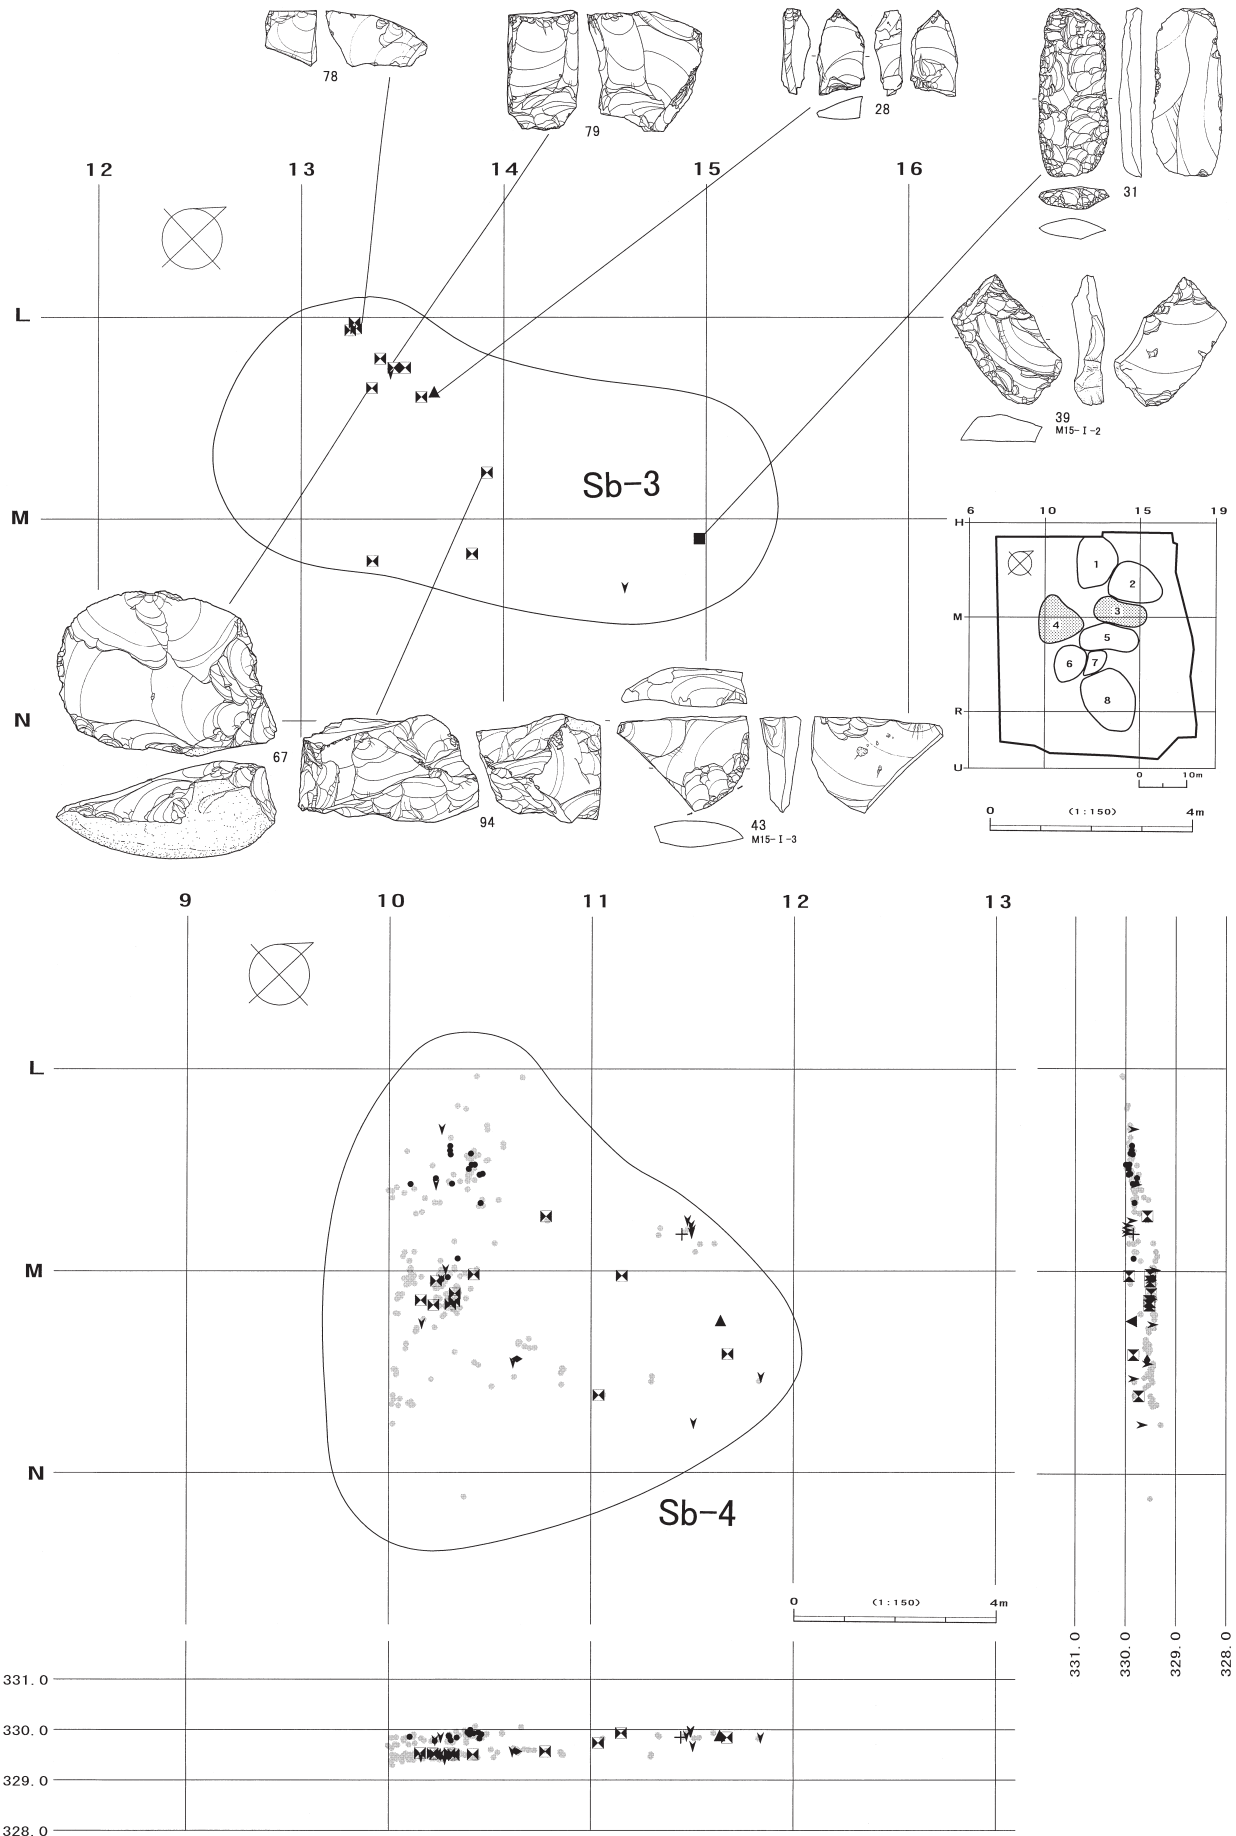 78
79
28
31
12 13 14 15 16
L
39
M15-Ⅰ-2
Sb-3
M
6 10 15 19
H
1
2
M
3
4
5
6 7
8
R
U
0 10m
N
67
94
43
M15-Ⅰ-3
0 (1:150) 4m
9 10 11 12 13
L
M
N
Sb-4
0 (1:150) 4m
331.0 330.0 329.0 328.0
331.0
330.0
329.0
328.0